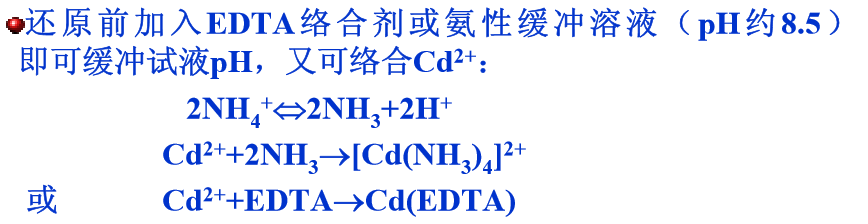 还原前加入EDTA络合剂或氨性缓冲溶液(pH约8.5)
即可缓冲试液pH，又可络合Cd²⁺：
2NH₄⁺⇔2NH₃+2H⁺
Cd²⁺+2NH₃→[Cd(NH₃)₄]²⁺
或 Cd²⁺+EDTA→Cd(EDTA)